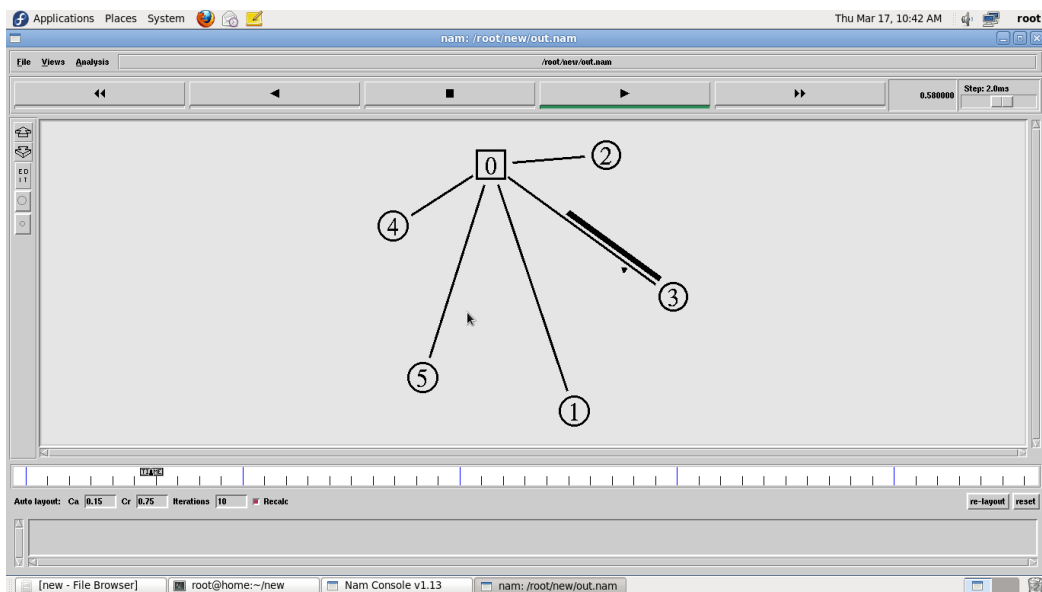 Applications Places System Thu Mar 17, 10:42 AM root
nam: /root/new/out.nam
File Views Analysis /root/new/out.nam
0.580000 Step: 2.0ms
ED
IT
0
2
4
3
5
1
Auto layout: Ca 0.15 Cr 0.75 Iterations 10 Recalc re-layout reset
[new - File Browser] root@home:~/new Nam Console v1.13 nam: /root/new/out.nam